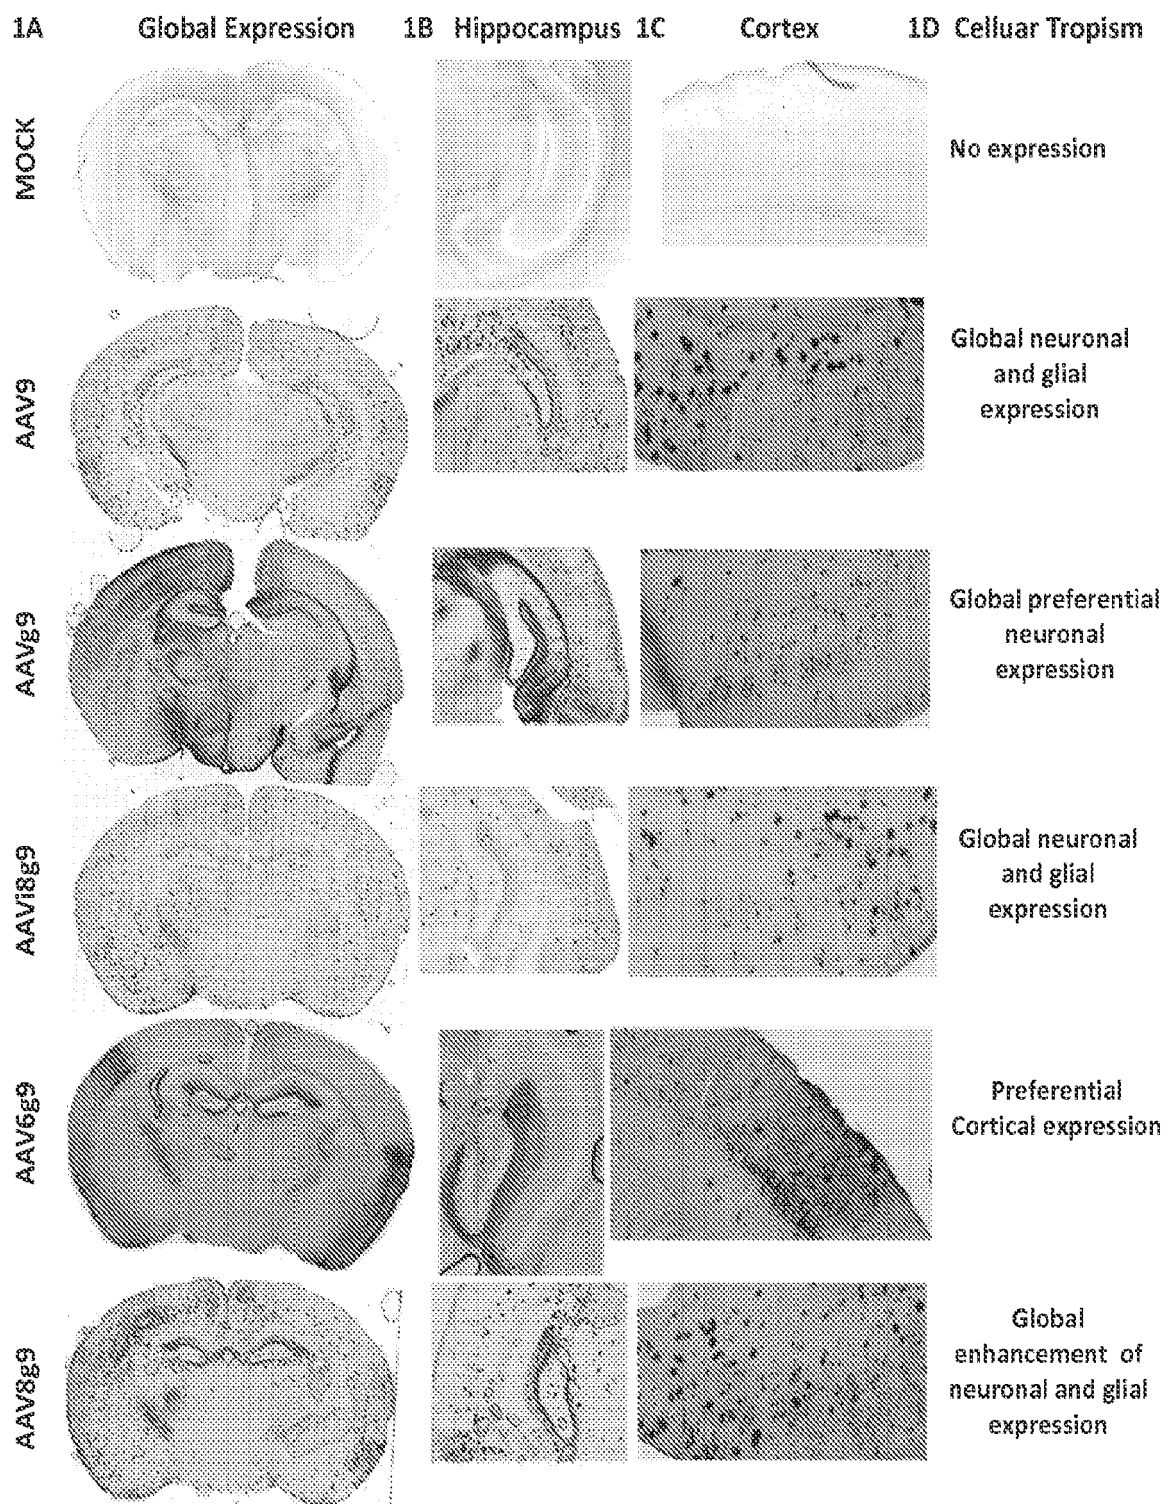 1A Global Expression 1B Hippocampus 1C Cortex 1D Celluar Tropism
MOCK
No expression
AAV9
Global neuronal
and glial
expression
AAVg9
Global preferential
neuronal
expression
AAVi8g9
Global neuronal
and glial
expression
AAV6g9
Preferential
Cortical expression
AAV8g9
Global
enhancement of
neuronal and glial
expression